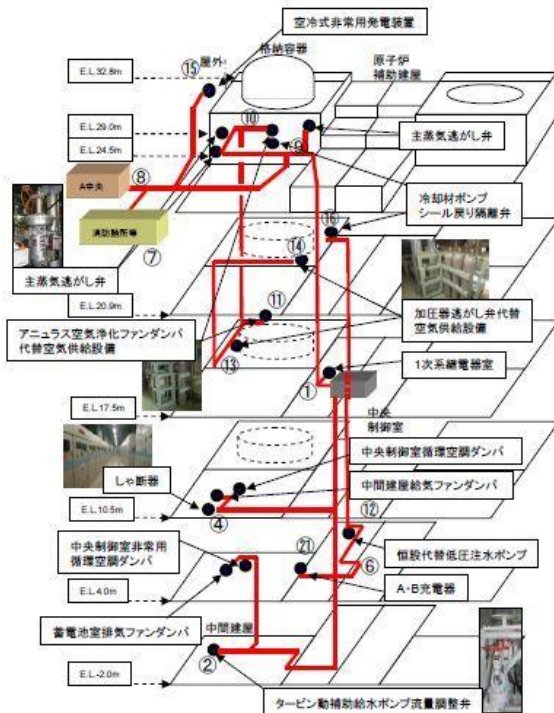 空冷式非常用発電装置
格納容器
屋外
⑮
原子炉
補助建屋
E.L.32.8m
E.L.29.0m
E.L.24.5m
⑩
⑨
主蒸気逃がし弁
A中央
⑧
消防詰所等
⑦
冷却材ポンプ
シール戻り隔離弁
⑯
⑭
主蒸気逃がし弁
E.L.20.9m
⑪
加圧器逃がし弁代替
空気供給設備
アニュラス空気浄化ファンダンパ
代替空気供給設備
⑬
1次系継電器室
①
E.L.17.5m
中央
制御室
中央制御室循環空調ダンパ
しゃ断器
中間建屋給気ファンダンパ
④
⑫
E.L.10.5m
中央制御室非常用
循環空調ダンパ
㉑
恒設代替低圧注水ポンプ
⑥
E.L.4.0m
A・B充電器
蓄電池室排気ファンダンパ
中間建屋
②
E.L.-2.0m
タービン動補助給水ポンプ流量調整弁